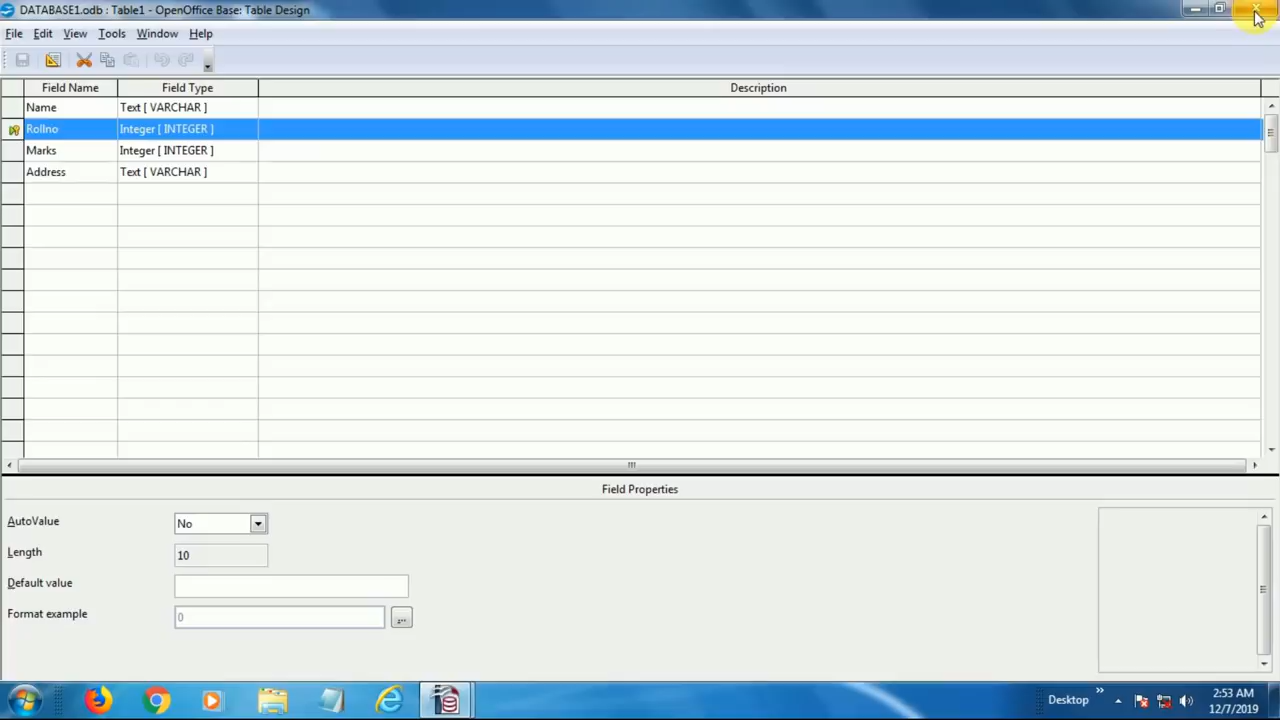 DATABASE1.odb : Table1 - OpenOffice Base: Table Design
File Edit View Tools Window Help
Field Name Field Type Description
Name Text [ VARCHAR ]
Rollno Integer [ INTEGER ]
Marks Integer [ INTEGER ]
Address Text [ VARCHAR ]
Field Properties
AutoValue No
Length 10
Default value
Format example 0 ...
Desktop
2:53 AM
12/7/2019